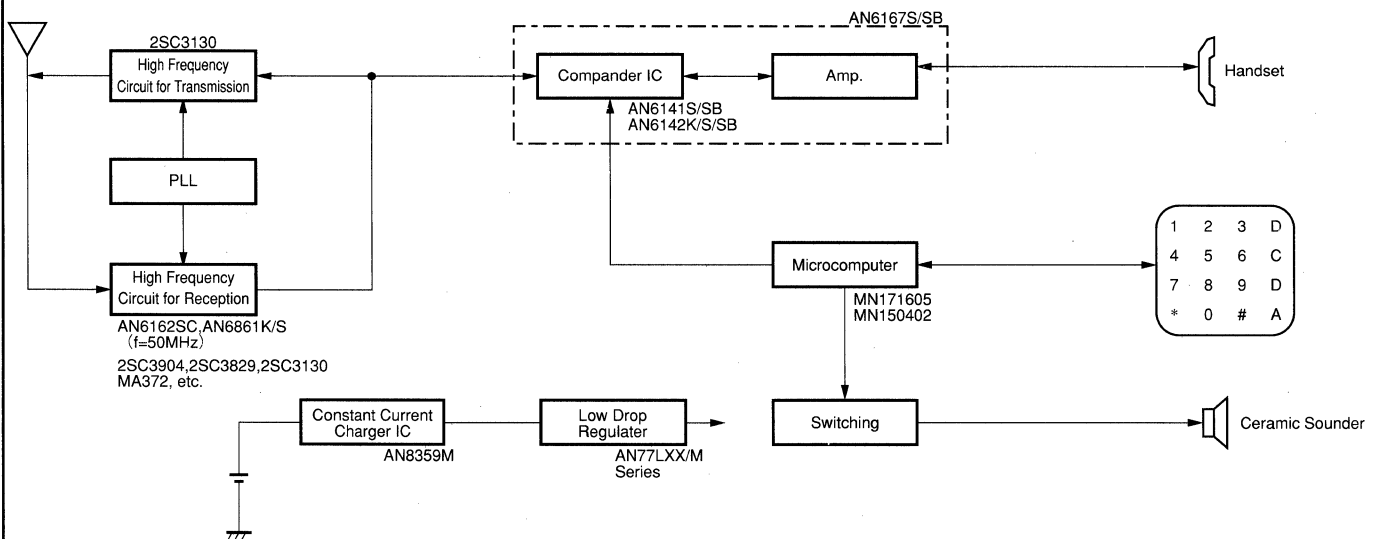 AN6167S/SB
2SC3130
High Frequency
Circuit for Transmission
Compander IC
Amp.
Handset
AN6141S/SB
AN6142K/S/SB
PLL
1 2 3 D
4 5 6 C
7 8 9 D
* 0 # A
Microcomputer
MN171605
MN150402
High Frequency
Circuit for Reception
AN6162SC,AN6861K/S
(f=50MHz)
2SC3904,2SC3829,2SC3130
MA372, etc.
Constant Current
Charger IC
AN8359M
Low Drop
Regulater
AN77LXX/M
Series
Switching
Ceramic Sounder